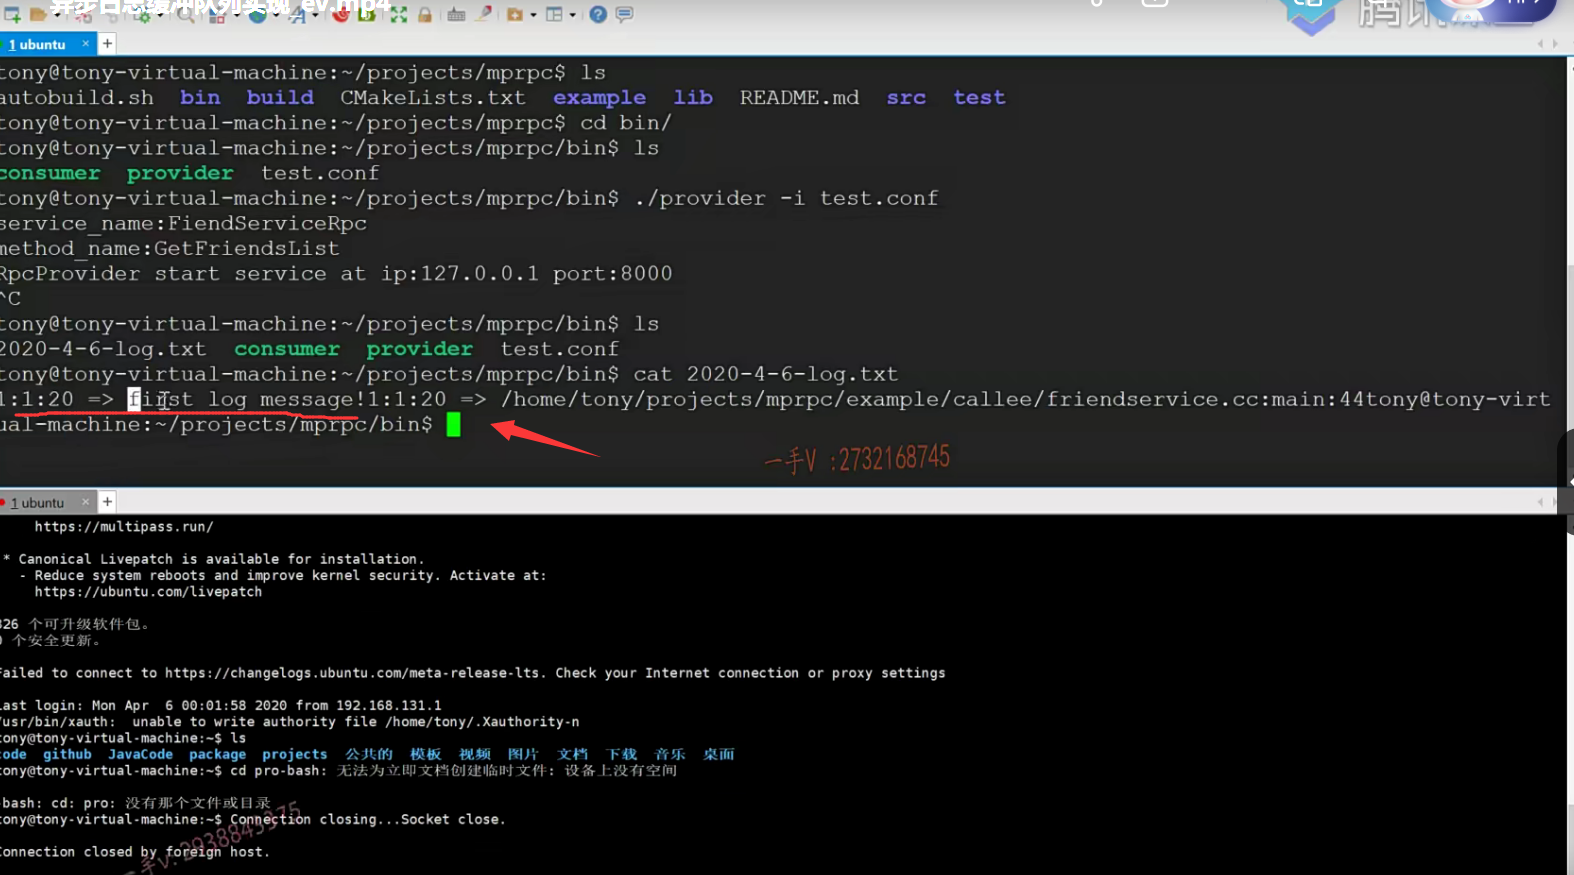 异步日志缓冲队列实现_ev.mp4
1 ubuntu × +
tony@tony-virtual-machine:~/projects/mprpc$ ls
autobuild.sh bin build CMakeLists.txt example lib README.md src test
tony@tony-virtual-machine:~/projects/mprpc$ cd bin/
tony@tony-virtual-machine:~/projects/mprpc/bin$ ls
consumer provider test.conf
tony@tony-virtual-machine:~/projects/mprpc/bin$ ./provider -i test.conf
service_name:FiendServiceRpc
method_name:GetFriendsList
RpcProvider start service at ip:127.0.0.1 port:8000
^C
tony@tony-virtual-machine:~/projects/mprpc/bin$ ls
2020-4-6-log.txt consumer provider test.conf
tony@tony-virtual-machine:~/projects/mprpc/bin$ cat 2020-4-6-log.txt
1:1:20 => first log message!1:1:20 => /home/tony/projects/mprpc/example/callee/friendservice.cc:main:44tony@tony-virt
ual-machine:~/projects/mprpc/bin$
一手V :2732168745
1 ubuntu × +
https://multipass.run/
* Canonical Livepatch is available for installation.
- Reduce system reboots and improve kernel security. Activate at:
https://ubuntu.com/livepatch
326 个可升级软件包。
0 个安全更新。
Failed to connect to https://changelogs.ubuntu.com/meta-release-lts. Check your Internet connection or proxy settings
Last login: Mon Apr  6 00:01:58 2020 from 192.168.131.1
/usr/bin/xauth:  unable to write authority file /home/tony/.Xauthority-n
tony@tony-virtual-machine:~$ ls
code github JavaCode package projects 公共的 模板 视频 图片 文档 下载 音乐 桌面
tony@tony-virtual-machine:~$ cd pro-bash: 无法为立即文档创建临时文件: 设备上没有空间
-bash: cd: pro: 没有那个文件或目录
tony@tony-virtual-machine:~$ Connection closing...Socket close.
Connection closed by foreign host.